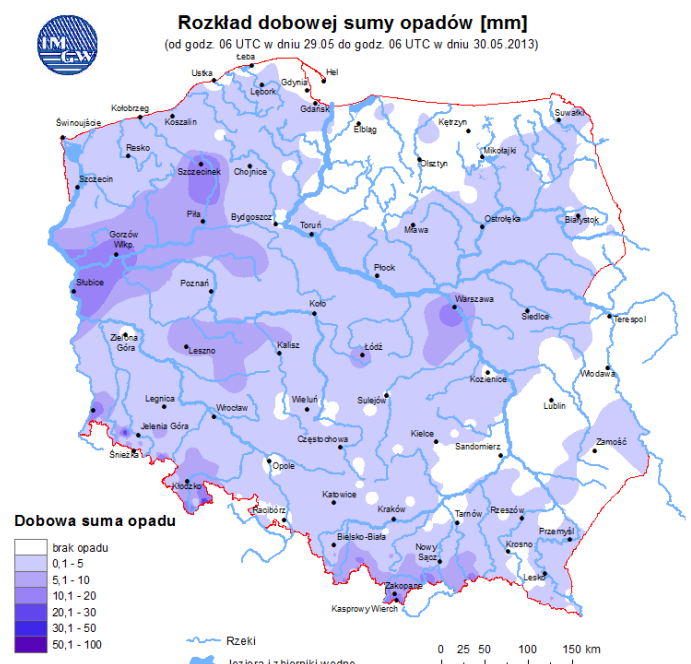 Rozkład dobowej sumy opadów [mm]
(od godz. 06 UTC w dniu 29.05 do godz. 06 UTC w dniu 30.05.2013)
IM
GW
Łeba
Ustka
Hel
Gdynia
Lębork
Gdańsk
Kołobrzeg
Koszalin
Świnoujście
Elbląg
Kętrzyn
Suwałki
Resko
Mikołajki
Olsztyn
Szczecinek
Chojnice
Szczecin
Piła
Bydgoszcz
Toruń
Mława
Ostrołęka
Białystok
Gorzów
Wlkp.
Płock
Słubice
Poznań
Koło
Warszawa
Siedlce
Terespol
Zielona
Góra
Leszno
Kalisz
Łódź
Kozienice
Włodawa
Legnica
Wrocław
Wieluń
Sulejów
Lublin
Jelenia Góra
Częstochowa
Kielce
Sandomierz
Zamość
Śnieżka
Opole
Kłodzko
Katowice
Racibórz
Kraków
Tarnów
Rzeszów
Bielsko-Biała
Przemyśl
Nowy
Sącz
Krosno
Lesko
Zakopane
Kasprowy Wierch
Dobowa suma opadu
brak opadu
0,1 - 5
5,1 - 10
10,1 - 20
20,1 - 30
30,1 - 50
50,1 - 100
Rzeki
Jeziora i zbiorniki wodne
0 25 50 100 150 km